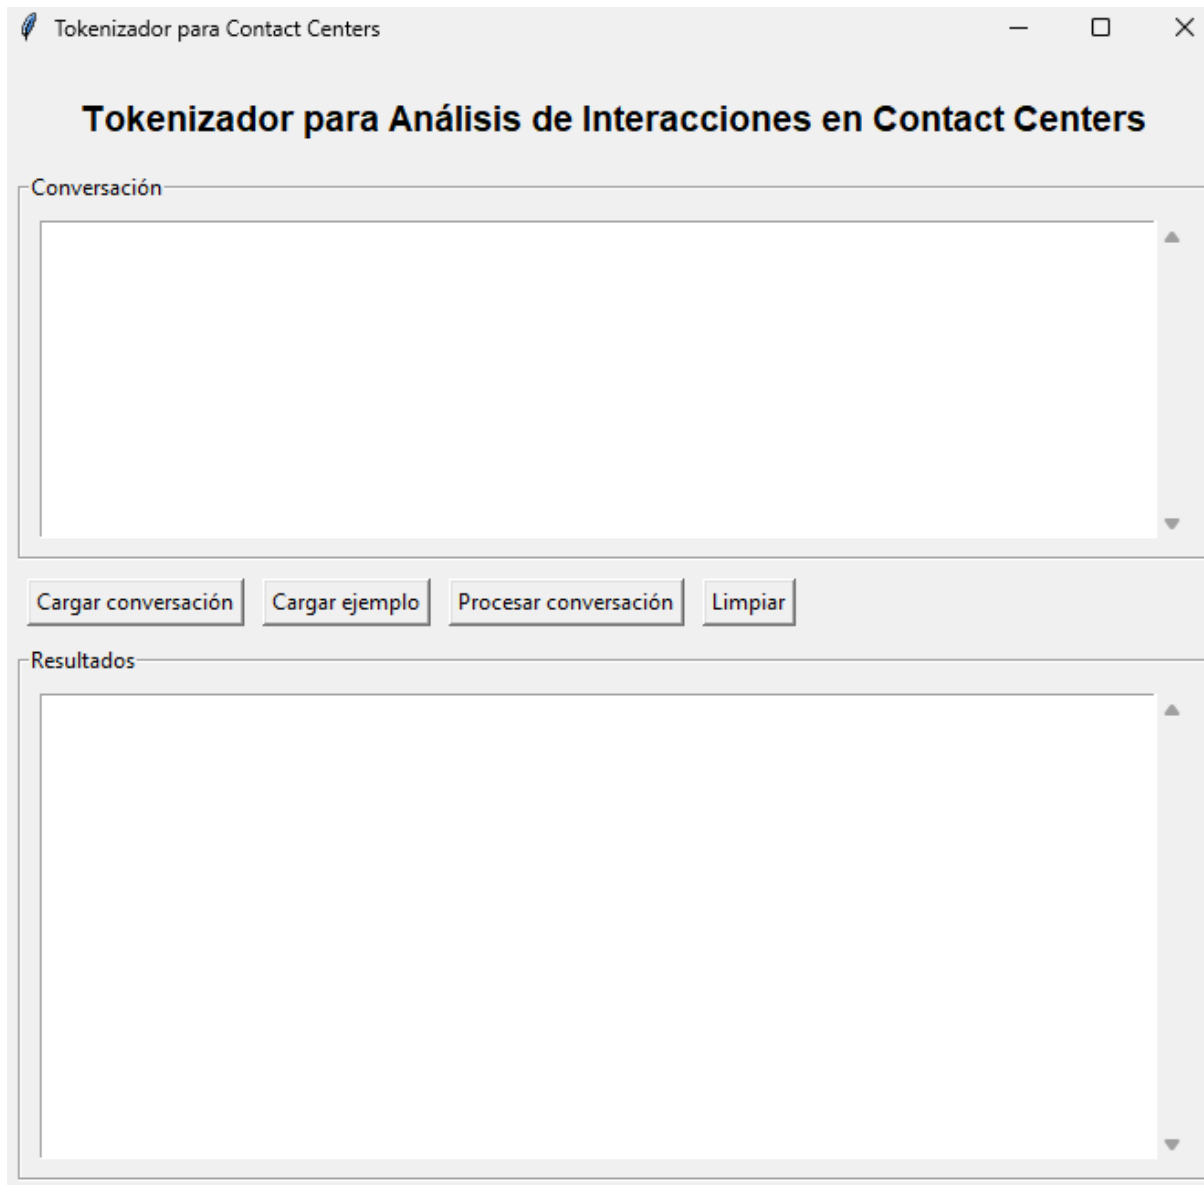 Tokenizador para Contact Centers
Tokenizador para Análisis de Interacciones en Contact Centers
Conversación
Cargar conversación Cargar ejemplo Procesar conversación Limpiar
Resultados